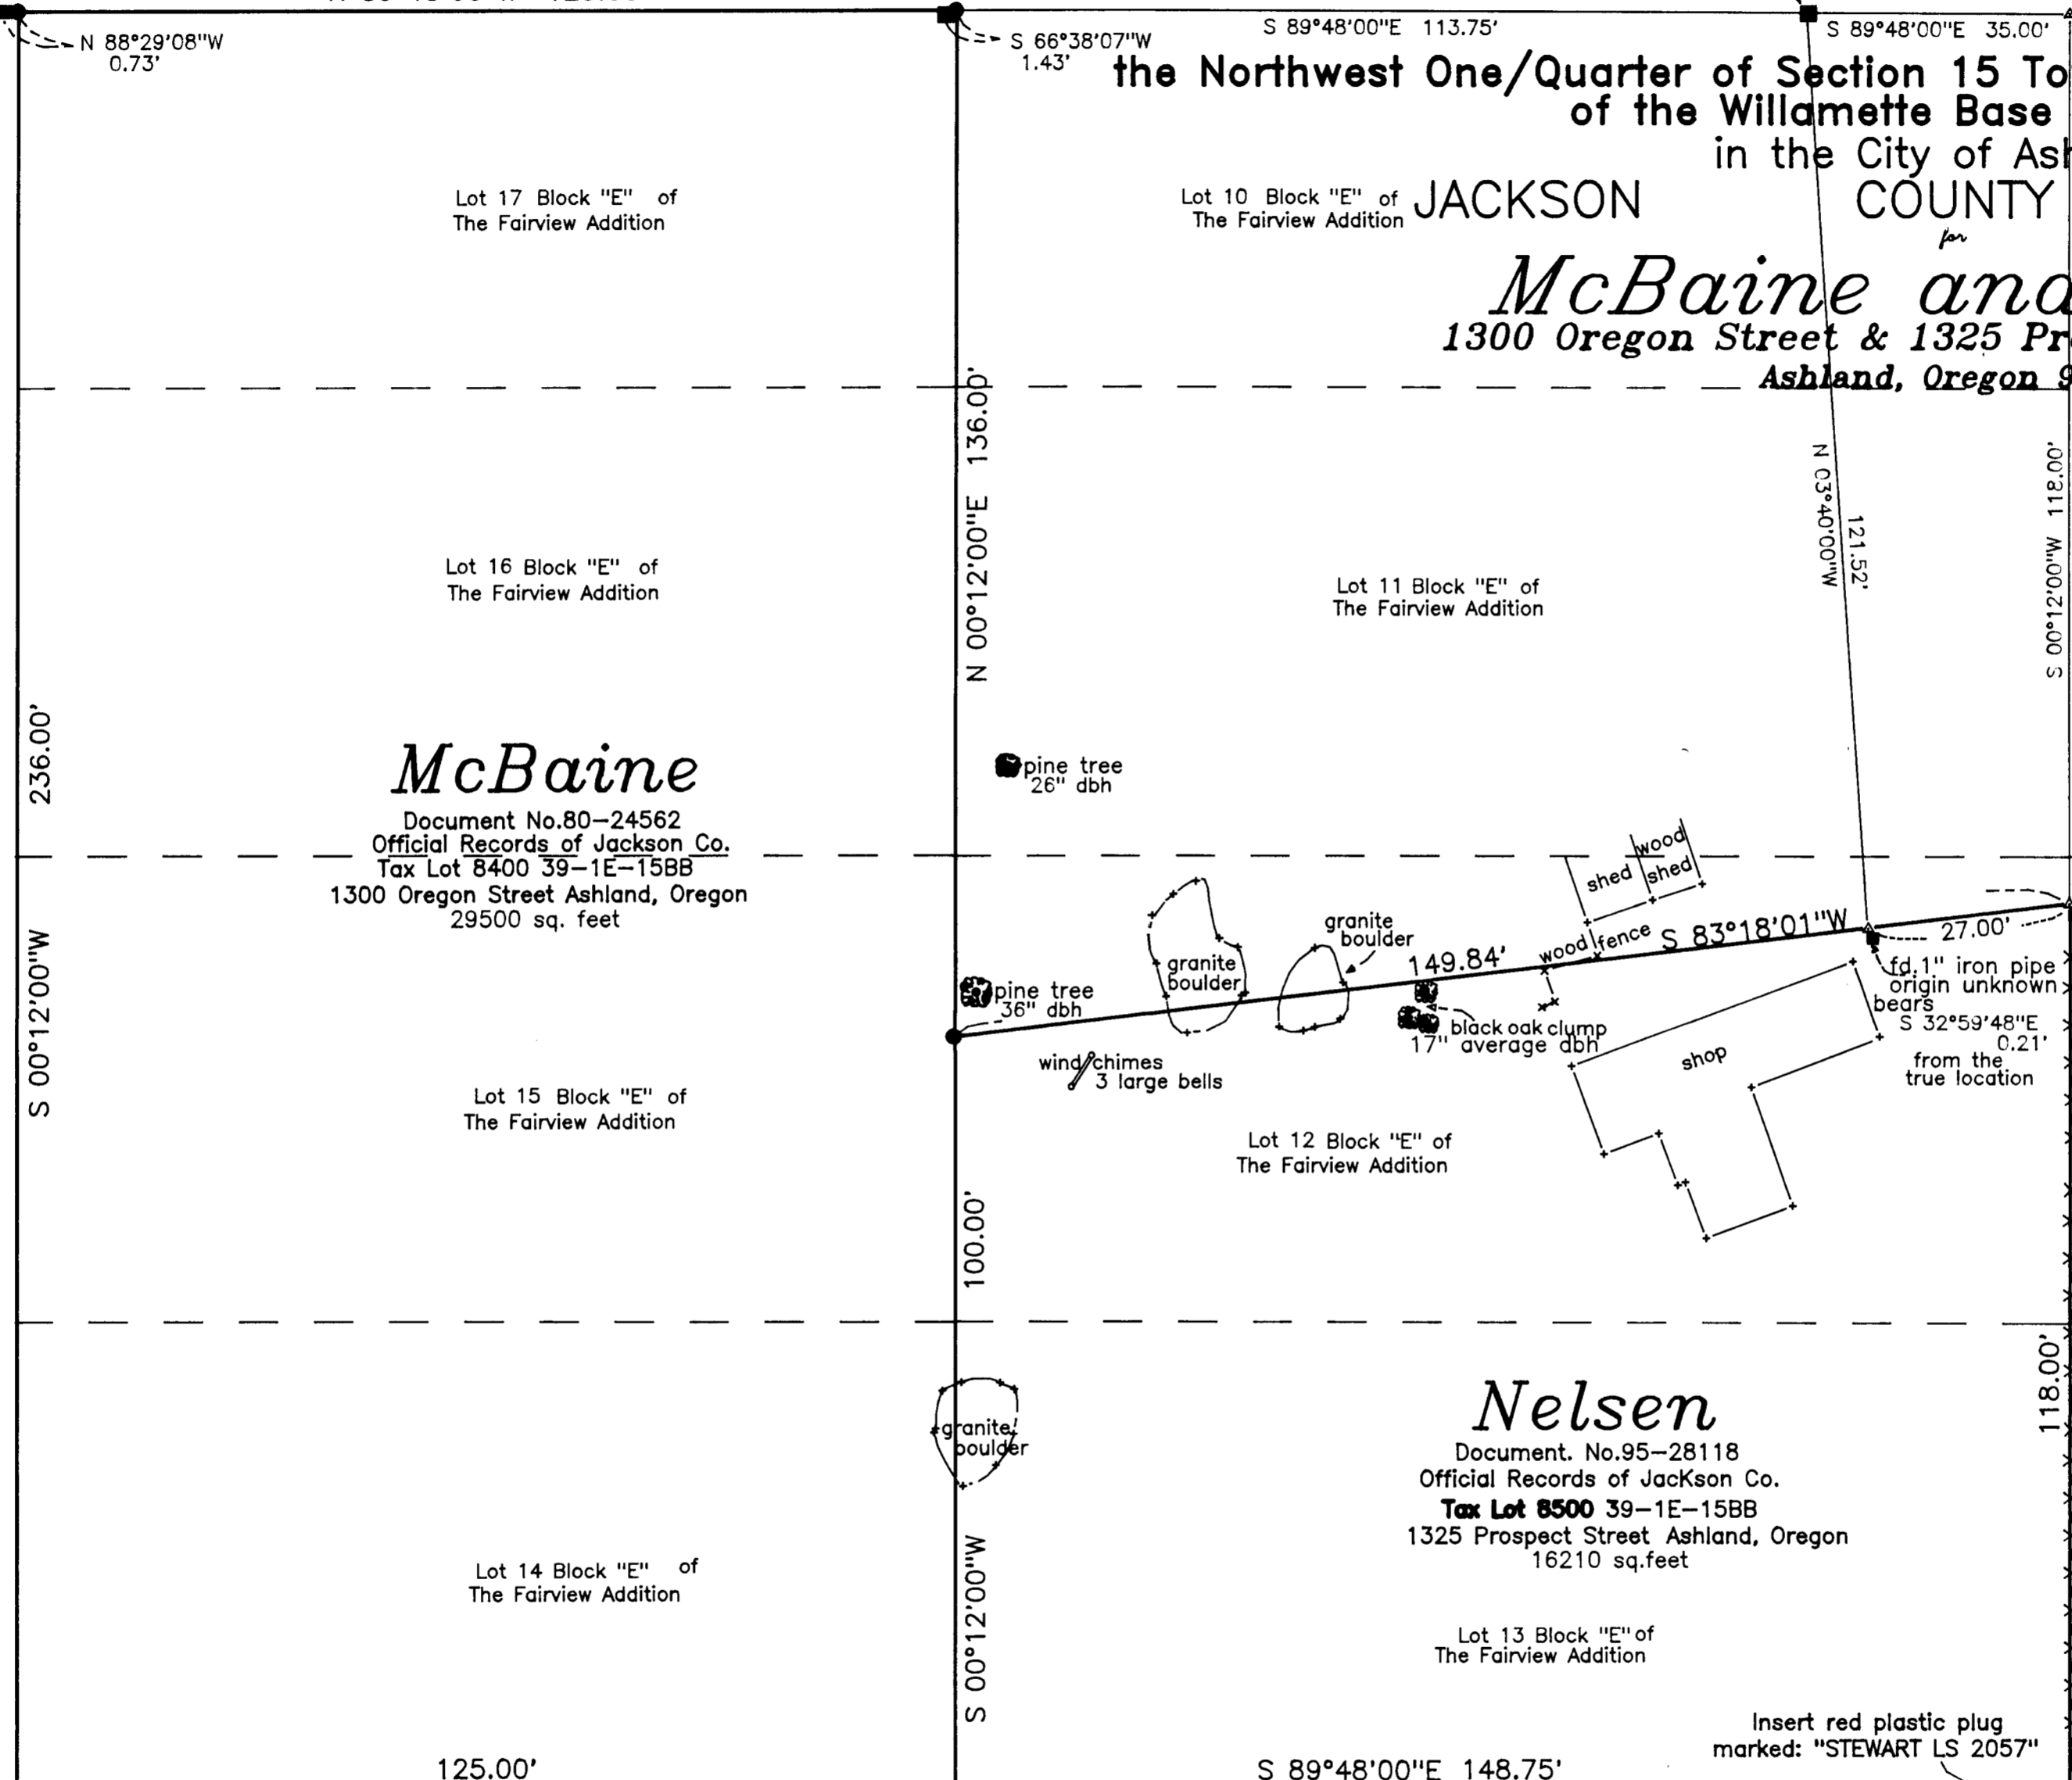 N 88°29'08"W
0.73'
S 66°38'07"W
1.43'
S 89°48'00"E 113.75'
S 89°48'00"E 35.00'
the Northwest One/Quarter of Section 15 To
of the Willamette Base
in the City of Ash
JACKSON COUNTY
for
McBaine and
1300 Oregon Street & 1325 Pr
Ashland, Oregon 9
Lot 17 Block "E" of
The Fairview Addition
Lot 10 Block "E" of
The Fairview Addition
N 00°12'00"E 136.00'
N 03°40'00"W
121.52'
S 00°12'00"W 118.00'
Lot 16 Block "E" of
The Fairview Addition
Lot 11 Block "E" of
The Fairview Addition
S 00°12'00"W 236.00'
McBaine
Document No.80-24562
Official Records of Jackson Co.
Tax Lot 8400 39-1E-15BB
1300 Oregon Street Ashland, Oregon
29500 sq. feet
pine tree
26" dbh
pine tree
36" dbh
granite
boulder
granite
boulder
shed
wood
shed
wood fence
149.84'
S 83°18'01"W
27.00'
fd.1" iron pipe
origin unknown
bears
S 32°59'48"E
0.21'
from the
true location
black oak clump
17" average dbh
shop
wind chimes
3 large bells
Lot 15 Block "E" of
The Fairview Addition
Lot 12 Block "E" of
The Fairview Addition
100.00'
118.00'
granite
boulder
Nelsen
Document. No.95-28118
Official Records of JacKson Co.
Tax Lot 8500 39-1E-15BB
1325 Prospect Street Ashland, Oregon
16210 sq.feet
Lot 14 Block "E" of
The Fairview Addition
S 00°12'00"W
Lot 13 Block "E" of
The Fairview Addition
Insert red plastic plug
marked: "STEWART LS 2057"
125.00'
S 89°48'00"E 148.75'